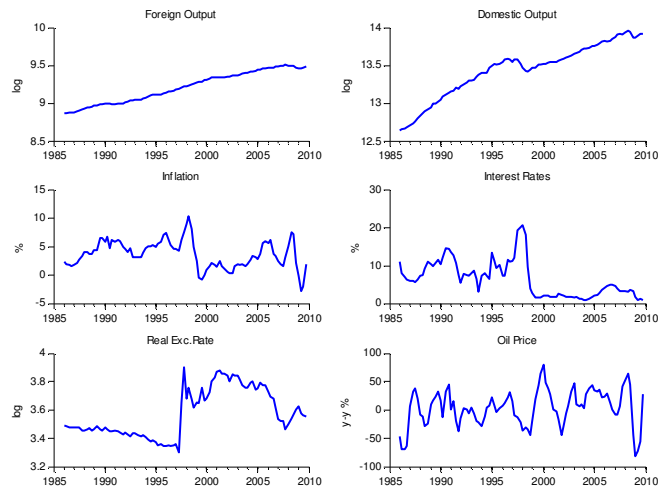 Foreign Output
10
9.5
log
9
8.5
1985 1990 1995 2000 2005 2010
Domestic Output
14
13.5
log
13
12.5
1985 1990 1995 2000 2005 2010
Inflation
15
10
%
5
0
-5
1985 1990 1995 2000 2005 2010
Interest Rates
30
20
%
10
0
1985 1990 1995 2000 2005 2010
Real Exc.Rate
4
3.8
log
3.6
3.4
3.2
1985 1990 1995 2000 2005 2010
Oil Price
100
50
y-y %
0
-50
-100
1985 1990 1995 2000 2005 2010